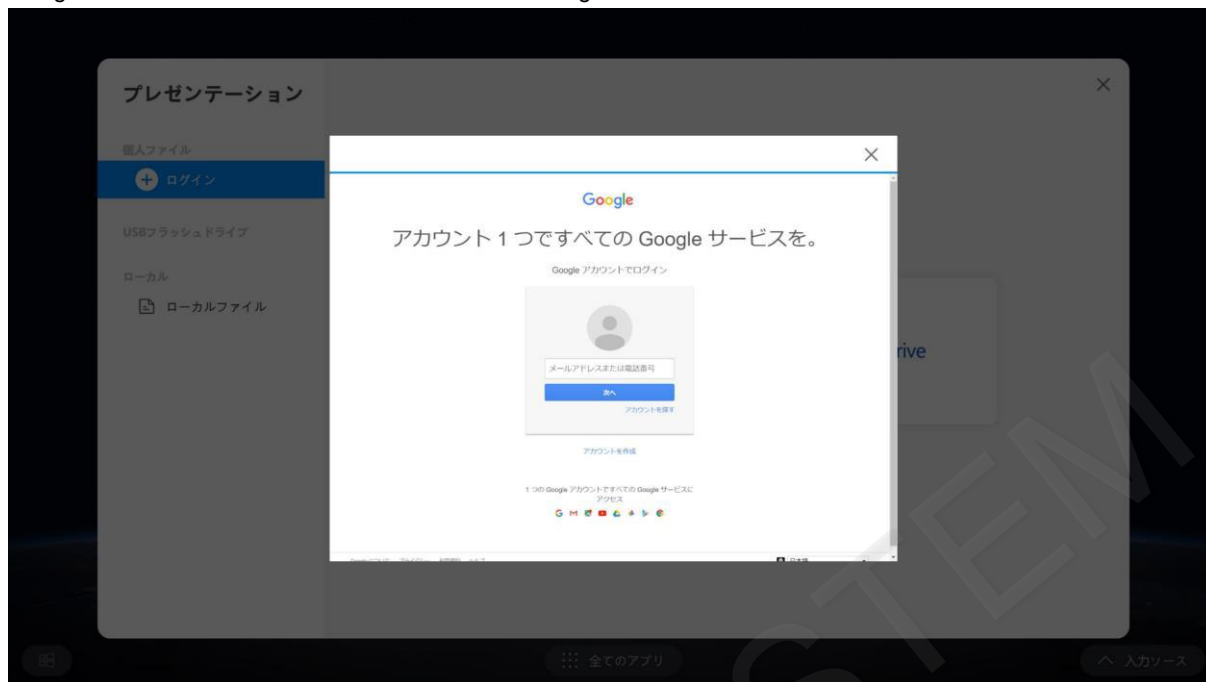 プレゼンテーション
個人ファイル
ログイン
USBフラッシュドライブ
ローカル
ローカルファイル
Google
アカウント 1 つですべての Google サービスを。
Google アカウントでログイン
メールアドレスまたは電話番号
次へ
アカウントを探す
アカウントを作成
1 つの Google アカウントですべての Google サービスに
アクセス
日本語
rive
全てのアプリ
入力ソース
STEM